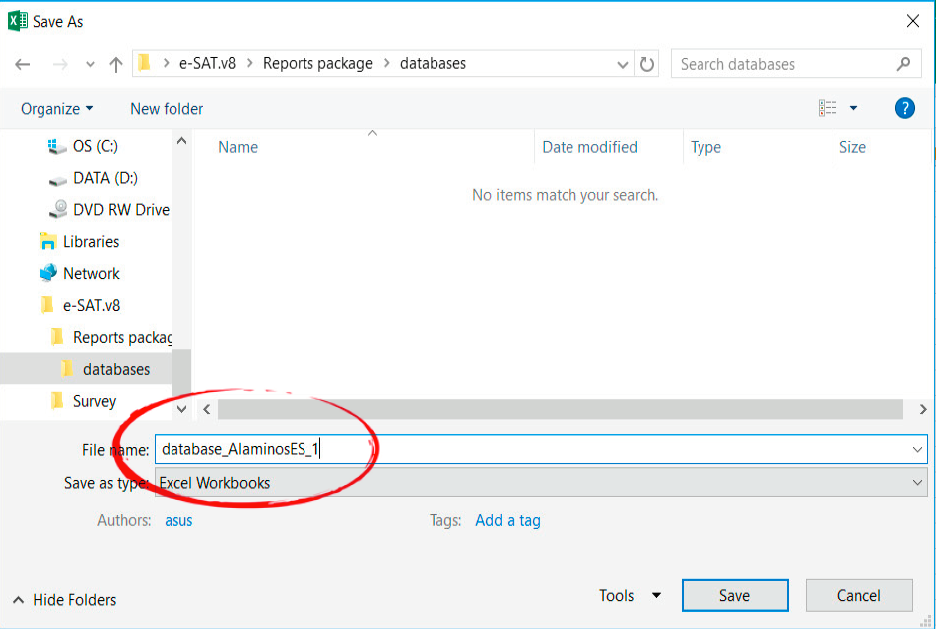 Save As
e-SAT.v8 > Reports package > databases
Search databases
Organize
New folder
?
Name
Date modified
Type
Size
No items match your search.
OS (C:)
DATA (D:)
DVD RW Drive
Libraries
Network
e-SAT.v8
Reports packag
databases
Survey
File name: database_AlaminosES_1
Save as type: Excel Workbooks
Authors: asus
Tags: Add a tag
Hide Folders
Tools
Save
Cancel